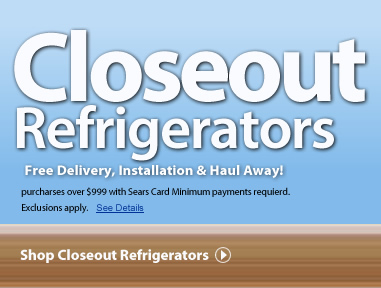 Closeout
Refrigerators
Free Delivery, Installation & Haul Away!
purcharses over $999 with Sears Card Minimum payments requierd.
Exclusions apply. See Details
Shop Closeout Refrigerators